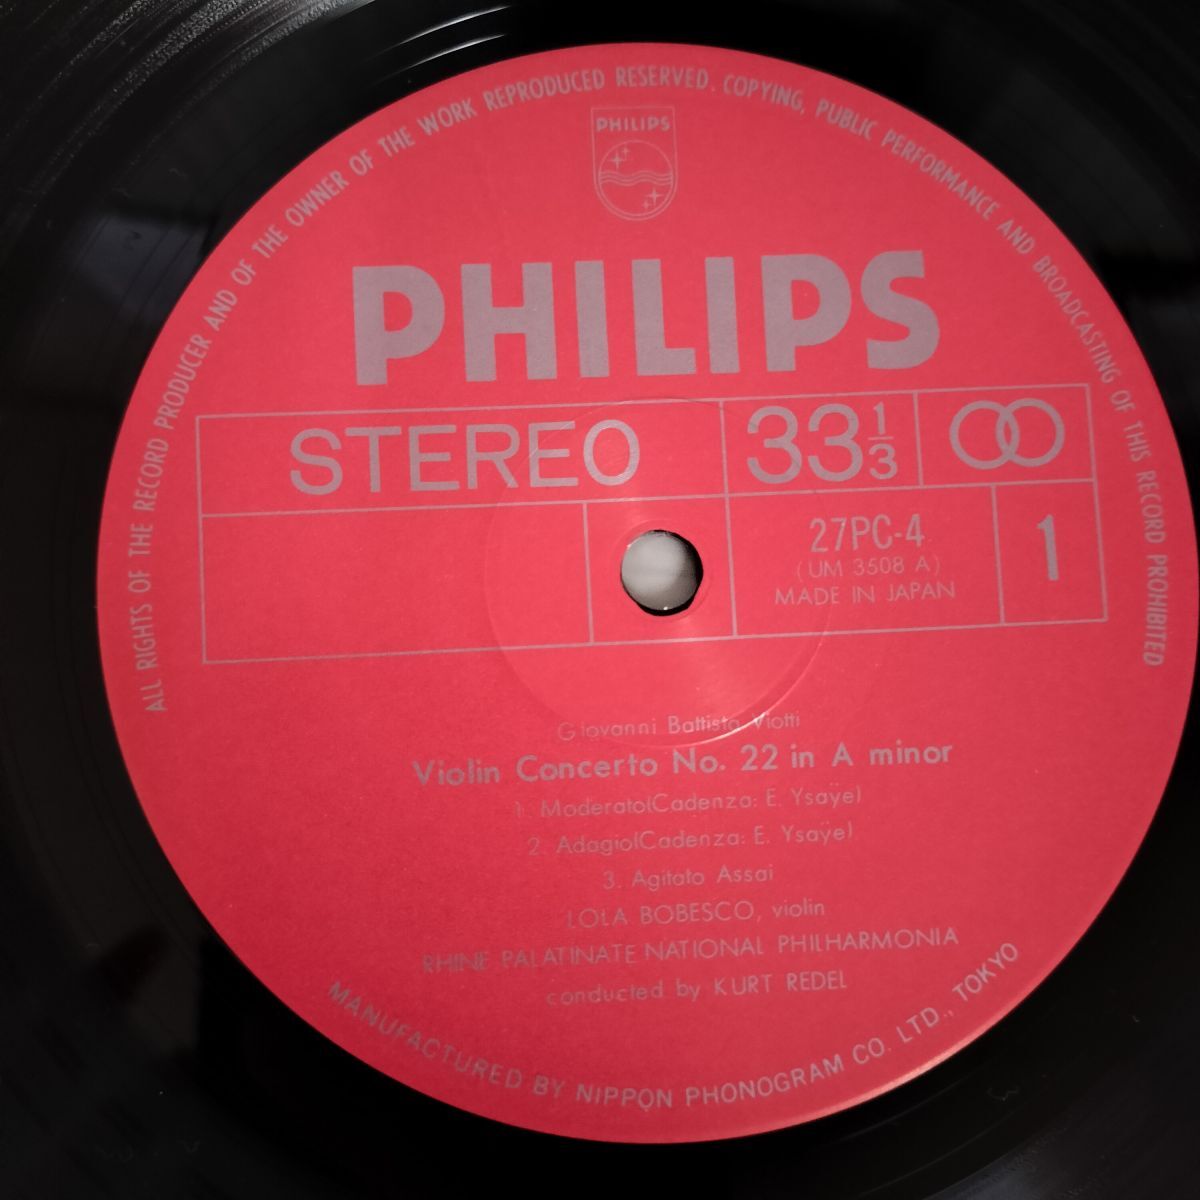 ALL RIGHTS OF THE RECORD PRODUCER AND OF THE OWNER OF THE WORK REPRODUCED RESERVED. COPYING, PUBLIC PERFORMANCE AND BROADCASTING OF THIS RECORD PROHIBITED
PHILIPS
PHILIPS
STEREO 33 1/3
27PC-4 1
(UM 3508 A)
MADE IN JAPAN
Giovanni Battista Viotti
Violin Concerto No. 22 in A minor
1. Moderato(Cadenza: E. Ysaÿe)
2. Adagio(Cadenza: E. Ysaÿe)
3. Agitato Assai
LOLA BOBESCO, violin
RHINE PALATINATE NATIONAL PHILHARMONIA
conducted by KURT REDEL
MANUFACTURED BY NIPPON PHONOGRAM CO. LTD., TOKYO